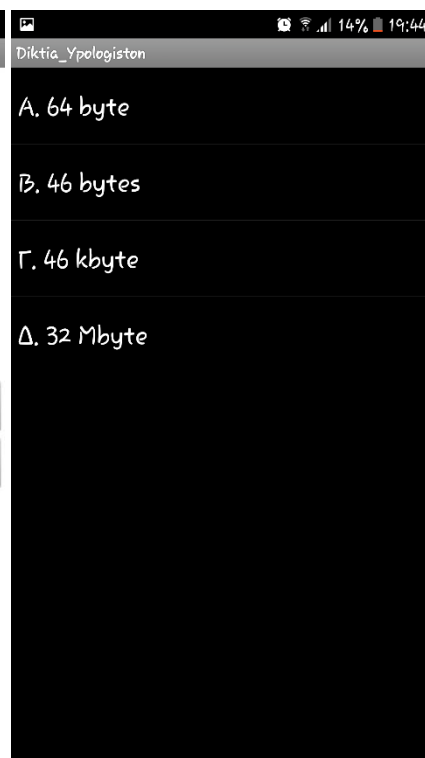 14% 19:44
Diktia_Ypologiston
Α. 64 byte
Β. 46 bytes
Γ. 46 kbyte
Δ. 32 Mbyte